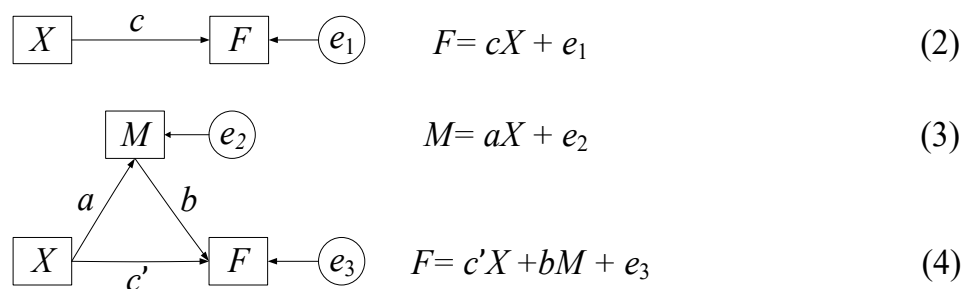 c
X F e₁ F= cX + e₁ (2)
M e₂ M= aX + e₂ (3)
a b
X F e₃ F= c'X +bM + e₃ (4)
c'